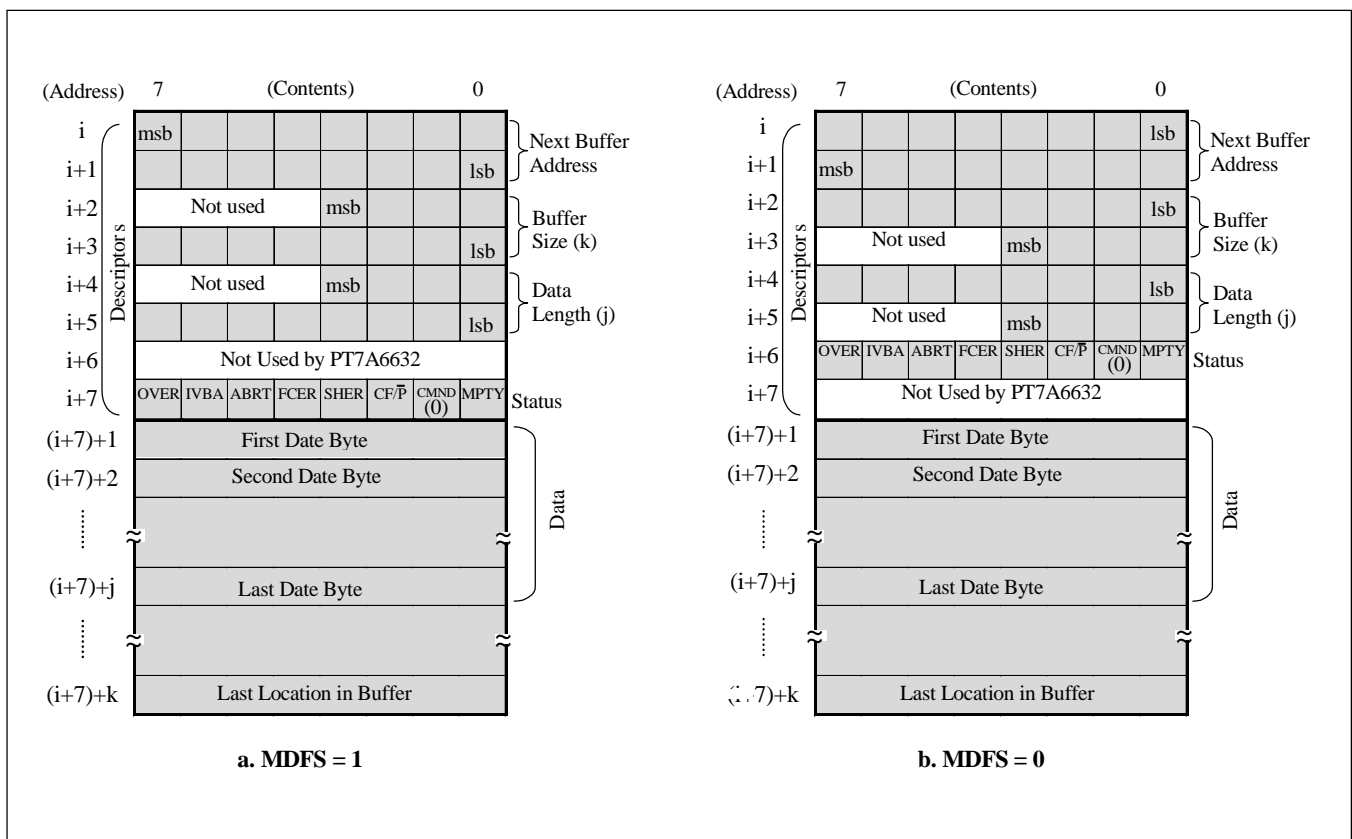 (Address) 7 (Contents) 0
i msb
Next Buffer Address
i+1 lsb
i+2 Not used msb
Buffer Size (k)
i+3 lsb
i+4 Not used msb
Data Length (j)
i+5 lsb
i+6 Not Used by PT7A6632
i+7 OVER IVBA ABRT FCER SHER CF/P̅ CMND (0) MPTY Status
Descriptors
(i+7)+1 First Date Byte
(i+7)+2 Second Date Byte
Data
(i+7)+j Last Date Byte
(i+7)+k Last Location in Buffer
a. MDFS = 1
(Address) 7 (Contents) 0
i lsb
Next Buffer Address
i+1 msb
i+2 lsb
Buffer Size (k)
i+3 Not used msb
i+4 lsb
Data Length (j)
i+5 Not used msb
i+6 OVER IVBA ABRT FCER SHER CF/P̅ CMND (0) MPTY Status
i+7 Not Used by PT7A6632
Descriptors
(i+7)+1 First Date Byte
(i+7)+2 Second Date Byte
Data
(i+7)+j Last Date Byte
7)+k Last Location in Buffer
b. MDFS = 0